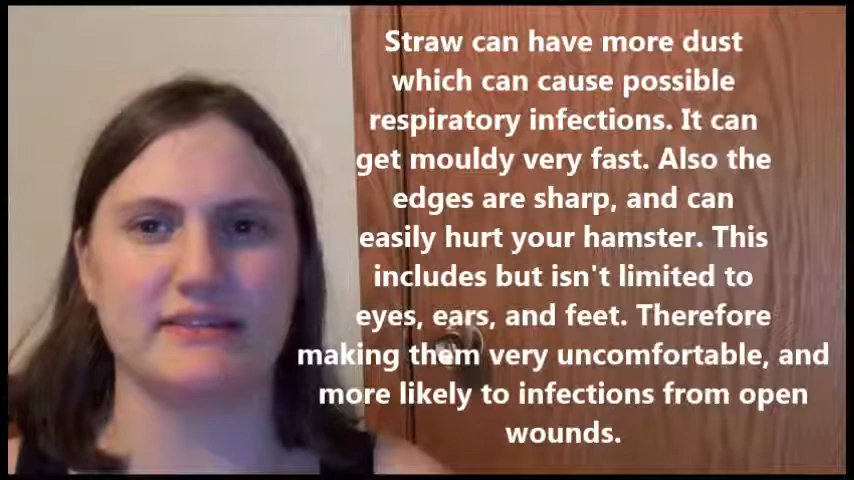 Straw can have more dust
which can cause possible
respiratory infections. It can
get mouldy very fast. Also the
edges are sharp, and can
easily hurt your hamster. This
includes but isn't limited to
eyes, ears, and feet. Therefore
making them very uncomfortable, and
more likely to infections from open
wounds.